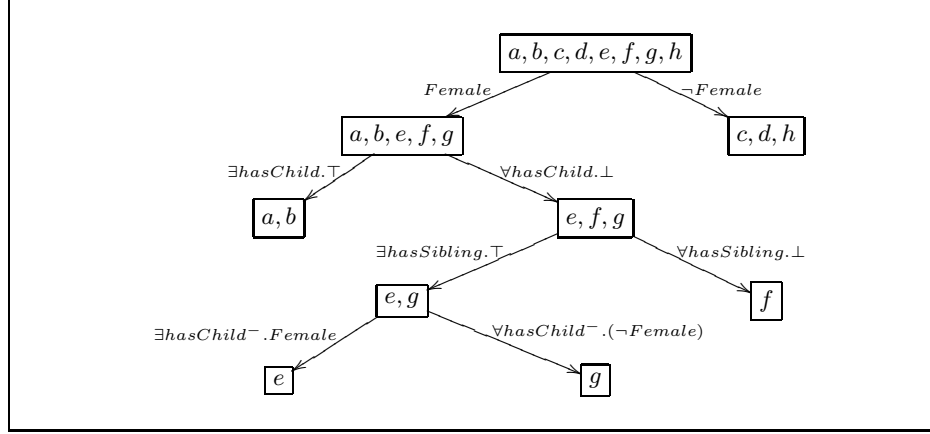 a, b, c, d, e, f, g, h
Female ¬Female
a, b, e, f, g c, d, h
∃hasChild.⊤ ∀hasChild.⊥
a, b e, f, g
∃hasSibling.⊤ ∀hasSibling.⊥
e, g f
∃hasChild⁻.Female ∀hasChild⁻.(¬Female)
e g